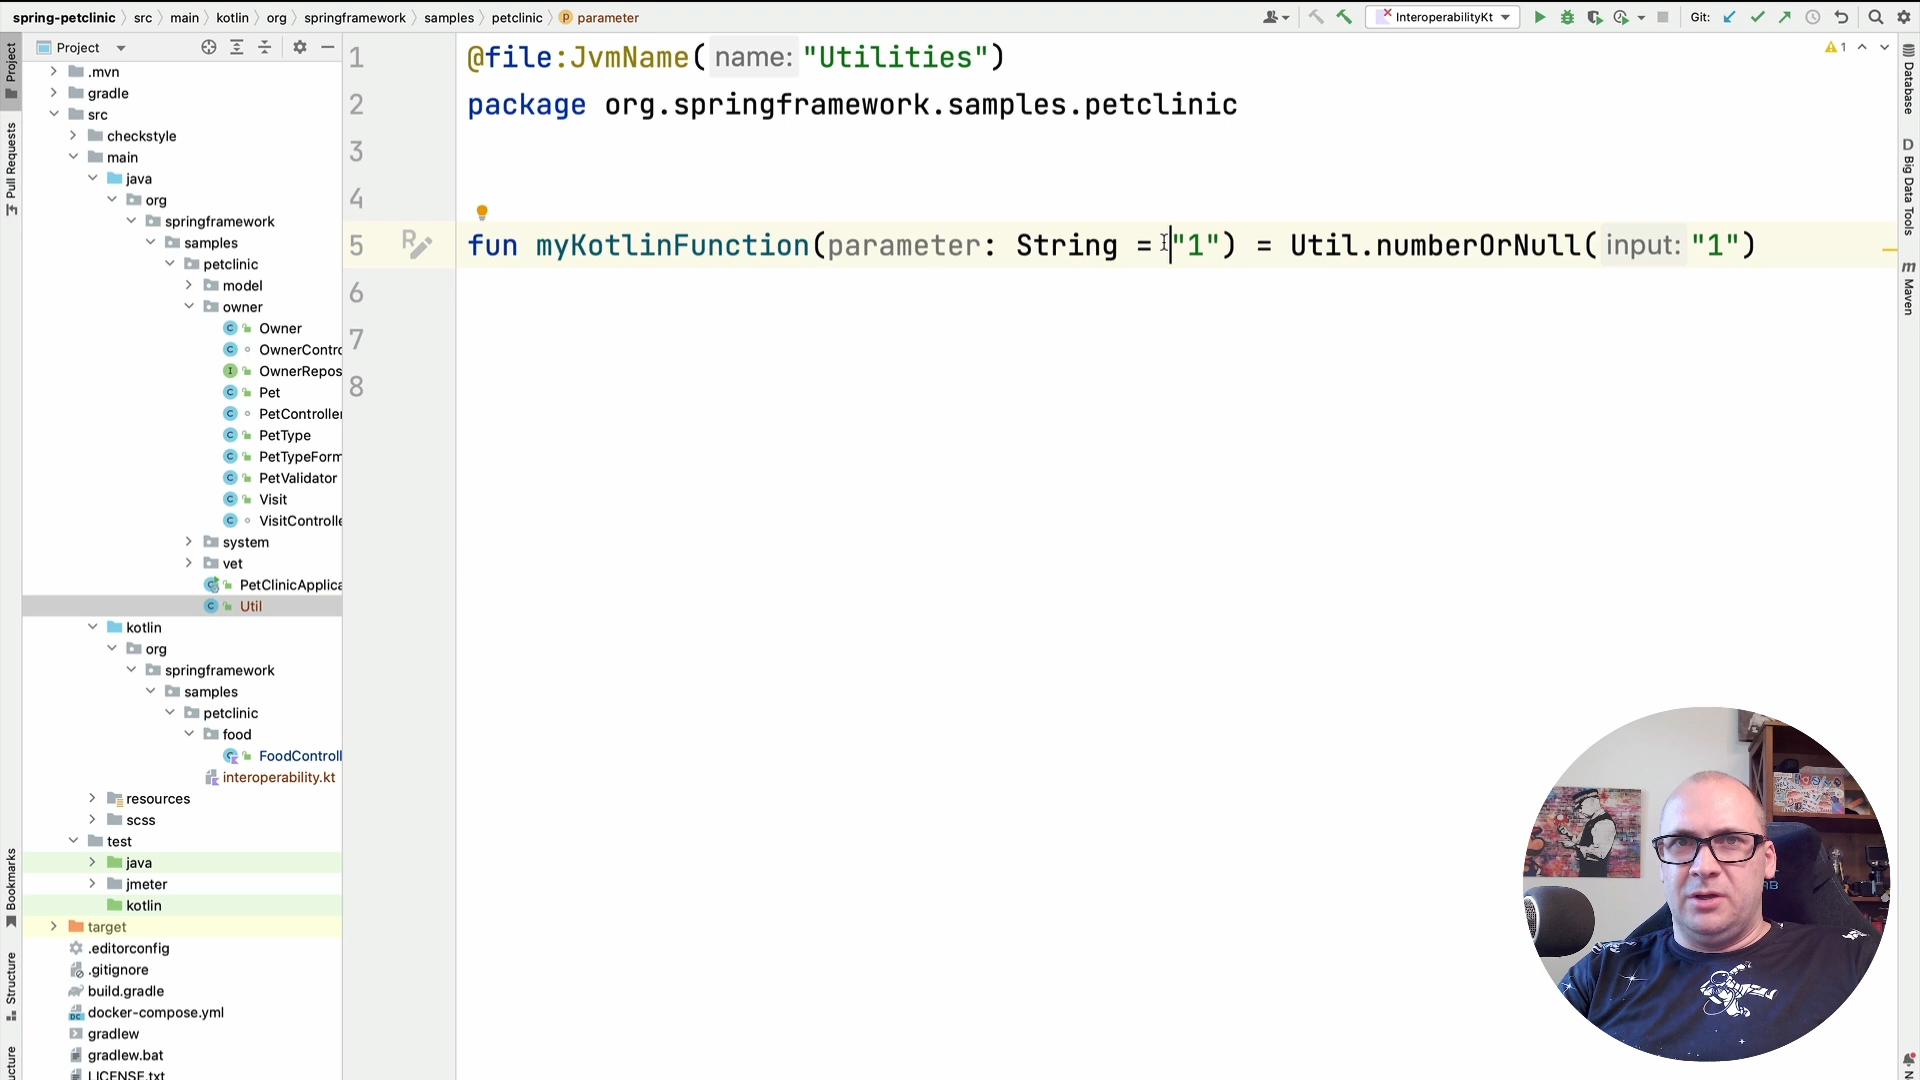 spring-petclinic > src > main > kotlin > org > springframework > samples > petclinic > parameter
InteroperabilityKt
Git:
Project
Project
Pull Requests
Bookmarks
Structure
.mvn
gradle
src
checkstyle
main
java
org
springframework
samples
petclinic
model
owner
Owner
OwnerContro
OwnerRepos
Pet
PetController
PetType
PetTypeForm
PetValidator
Visit
VisitControlle
system
vet
PetClinicApplica
Util
kotlin
org
springframework
samples
petclinic
food
FoodControll
interoperability.kt
resources
scss
test
java
jmeter
kotlin
target
.editorconfig
.gitignore
build.gradle
docker-compose.yml
gradlew
gradlew.bat
LICENSE.txt
1 @file:JvmName( name: "Utilities")
2 package org.springframework.samples.petclinic
3
4
5 fun myKotlinFunction(parameter: String = "1") = Util.numberOrNull( input: "1")
6
7
8
1
Database
Big Data Tools
Maven